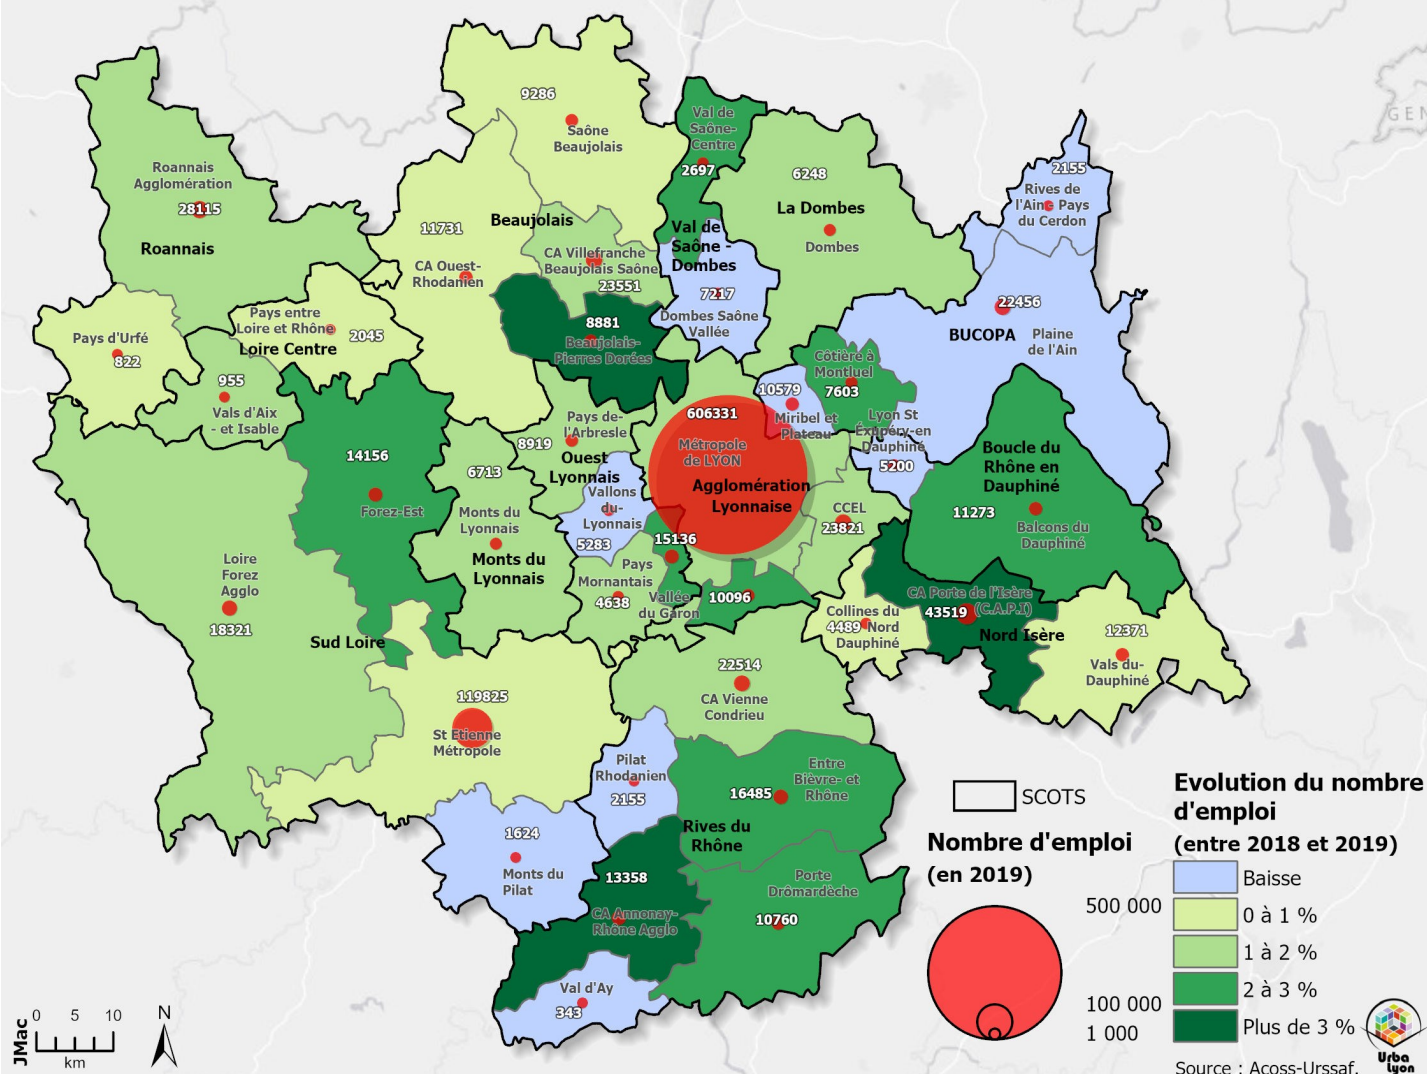 9286
Saône
Beaujolais
Val de
Saône-
Centre
2697
6248
La Dombes
Dombes
2155
Rives de
l'Ain - Pays
du Cerdon
Roannais
Agglomération
28115
Roannais
11731
Beaujolais
CA Ouest-
Rhodanien
CA Villefranche
Beaujolais Saône
23551
Val de
Saône -
Dombes
7217
Dombes Saône
Vallée
22456
BUCOPA
Plaine
de l'Ain
Pays d'Urfé
822
Pays entre
Loire et Rhône
2045
Loire Centre
8881
Beaujolais-
Pierres Dorées
955
Vals d'Aix
- et Isable
Côtière à
Montluel
7603
10579
Miribel et
Plateau
Lyon St
Exupéry-en
Dauphiné
5200
606331
Métropole
de LYON
Agglomération
Lyonnaise
Pays de-
l'Arbresle
8919
Ouest
Lyonnais
Vallons
du-
Lyonnais
5283
14156
Forez-Est
6713
Monts du
Lyonnais
Monts du
Lyonnais
Boucle du
Rhône en
Dauphiné
11273
Balcons du
Dauphiné
CCEL
23821
15136
Pays
Mornantais
4638
Vallée
du Garon
10096
Loire
Forez
Agglo
18321
Sud Loire
CA Porte de l'Isère
(C.A.P.I)
43519
Nord Isère
Collines du
Nord
4489
Dauphiné
12371
Vals du-
Dauphiné
22514
CA Vienne
Condrieu
119825
St Etienne
Métropole
Pilat
Rhodanien
2155
Entre
Bièvre- et
Rhône
16485
Rives du
Rhône
1624
Monts du
Pilat
13358
CA Annonay-
Rhône Agglo
Porte
Drômardèche
10760
Val d'Ay
343
GEN
SCOTS
Nombre d'emploi
(en 2019)
500 000
100 000
1 000
Evolution du nombre
d'emploi
(entre 2018 et 2019)
Baisse
0 à 1 %
1 à 2 %
2 à 3 %
Plus de 3 %
Source : Acoss-Urssaf.
Urba
Lyon
JMac
0 5 10
km
N